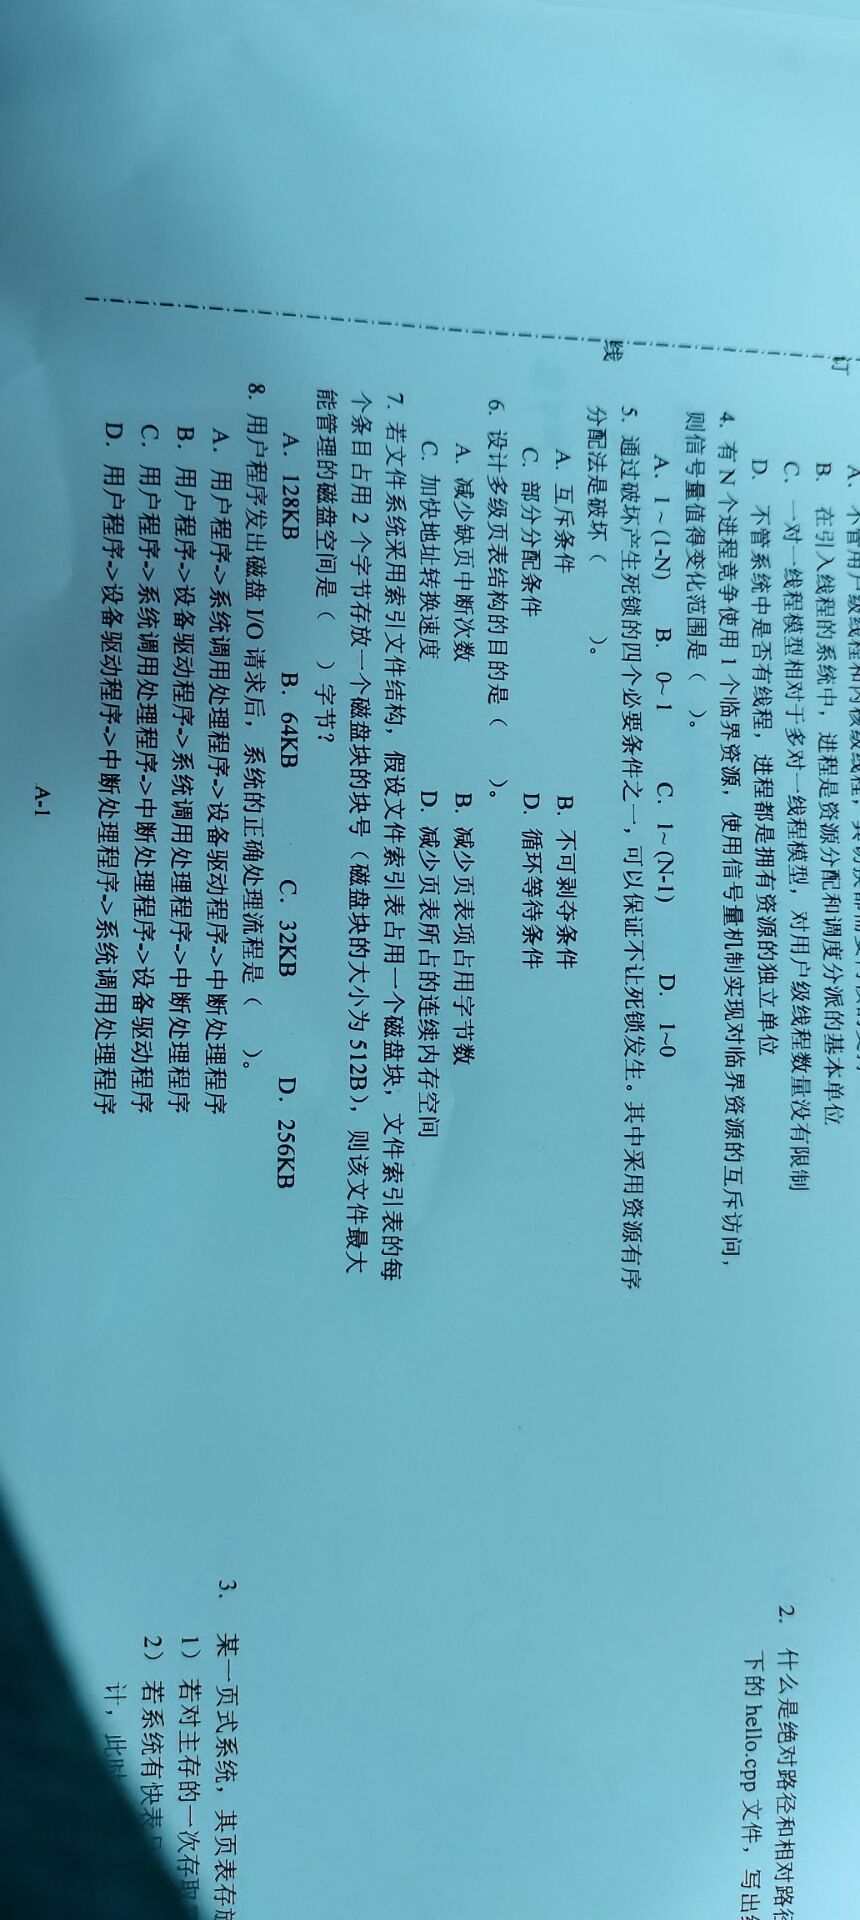 B. 在引入线程的系统中，进程是资源分配和调度分派的基本单位
C. 一对一线程模型相对于多对一线程模型，对用户级线程数量没有限制
D. 不管系统中是否有线程，进程都是拥有资源的独立单位
4. 有 N 个进程竞争使用 1 个临界资源，使用信号量机制实现对临界资源的互斥访问，
则信号量值得变化范围是（ ）。
A. 1～(1-N) B. 0~1 C. 1～(N-1) D. 1~0
5. 通过破坏产生死锁的四个必要条件之一，可以保证不让死锁发生。其中采用资源有序
分配法是破坏（ ）。
A. 互斥条件 B. 不可剥夺条件
C. 部分分配条件 D. 循环等待条件
6. 设计多级页表结构的目的是（ ）。
A. 减少缺页中断次数 B. 减少页表项占用字节数
C. 加快地址转换速度 D. 减少页表所占的连续内存空间
7. 若文件系统采用索引文件结构，假设文件索引表占用一个磁盘块，文件索引表的每
个条目占用 2 个字节存放一个磁盘块的块号（磁盘块的大小为 512B），则该文件最大
能管理的磁盘空间是（ ）字节？
A. 128KB B. 64KB C. 32KB D. 256KB
8. 用户程序发出磁盘 I/O 请求后，系统的正确处理流程是（ ）。
A. 用户程序->系统调用处理程序->设备驱动程序->中断处理程序
B. 用户程序->设备驱动程序->系统调用处理程序->中断处理程序
C. 用户程序->系统调用处理程序->中断处理程序->设备驱动程序
D. 用户程序->设备驱动程序->中断处理程序->系统调用处理程序
A-1
订
线
2. 什么是绝对路径和相对路径
下的 hello.cpp 文件，写出
3. 某一页式系统，其页表存放
1）若对主存的一次存取
2）若系统有快表
计，此时